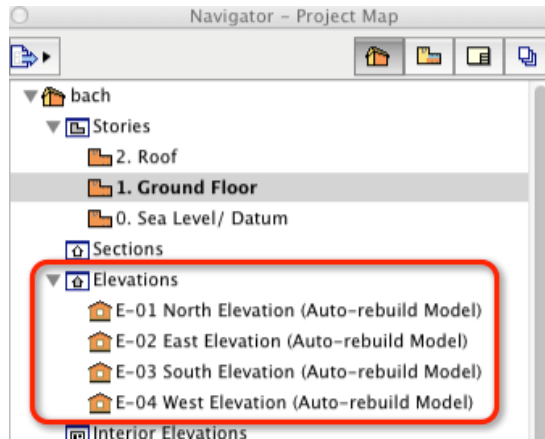 Navigator – Project Map
bach
Stories
2. Roof
1. Ground Floor
0. Sea Level/ Datum
Sections
Elevations
E-01 North Elevation (Auto-rebuild Model)
E-02 East Elevation (Auto-rebuild Model)
E-03 South Elevation (Auto-rebuild Model)
E-04 West Elevation (Auto-rebuild Model)
Interior Elevations